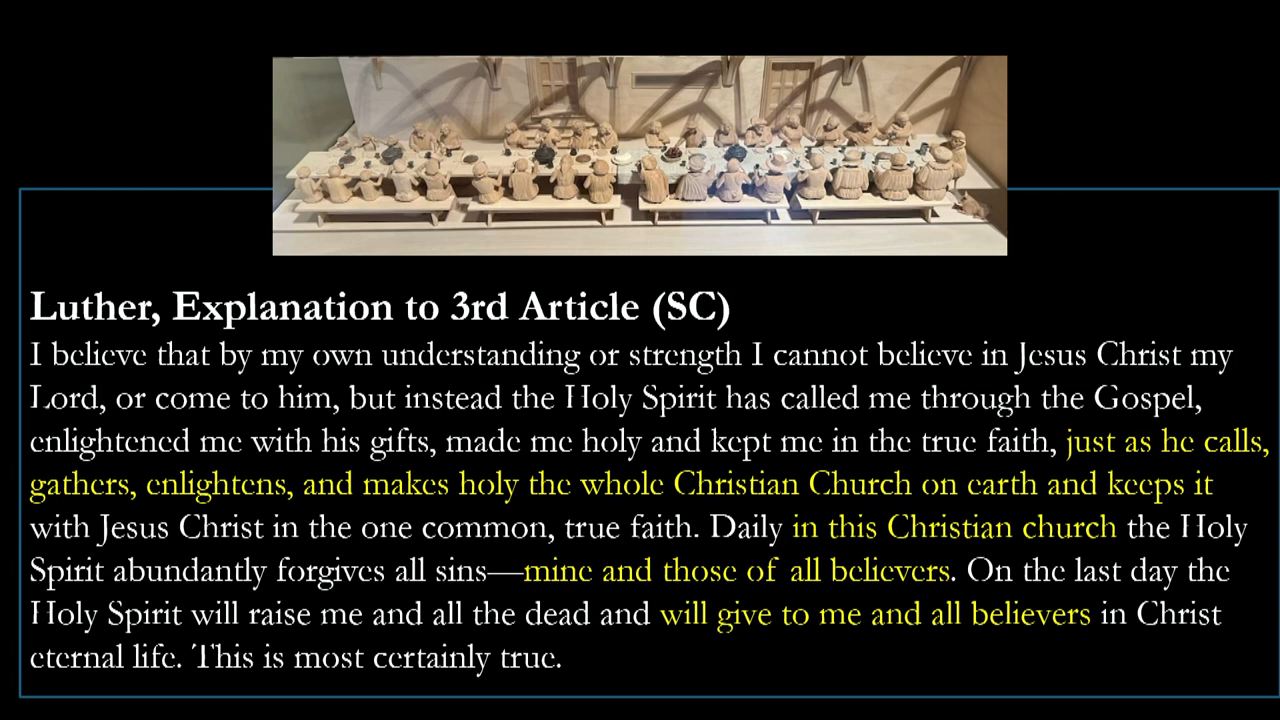 Luther, Explanation to 3rd Article (SC)
I believe that by my own understanding or strength I cannot believe in Jesus Christ my
Lord, or come to him, but instead the Holy Spirit has called me through the Gospel,
enlightened me with his gifts, made me holy and kept me in the true faith, just as he calls,
gathers, enlightens, and makes holy the whole Christian Church on earth and keeps it
with Jesus Christ in the one common, true faith. Daily in this Christian church the Holy
Spirit abundantly forgives all sins—mine and those of all believers. On the last day the
Holy Spirit will raise me and all the dead and will give to me and all believers in Christ
eternal life. This is most certainly true.